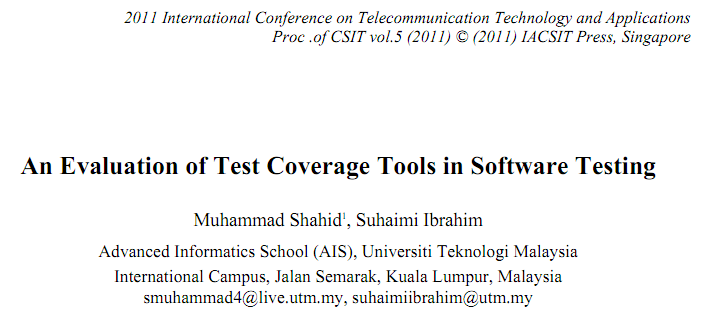 2011 International Conference on Telecommunication Technology and Applications
Proc .of CSIT vol.5 (2011) © (2011) IACSIT Press, Singapore
An Evaluation of Test Coverage Tools in Software Testing
Muhammad Shahid¹, Suhaimi Ibrahim
Advanced Informatics School (AIS), Universiti Teknologi Malaysia
International Campus, Jalan Semarak, Kuala Lumpur, Malaysia
smuhammad4@live.utm.my, suhaimiibrahim@utm.my